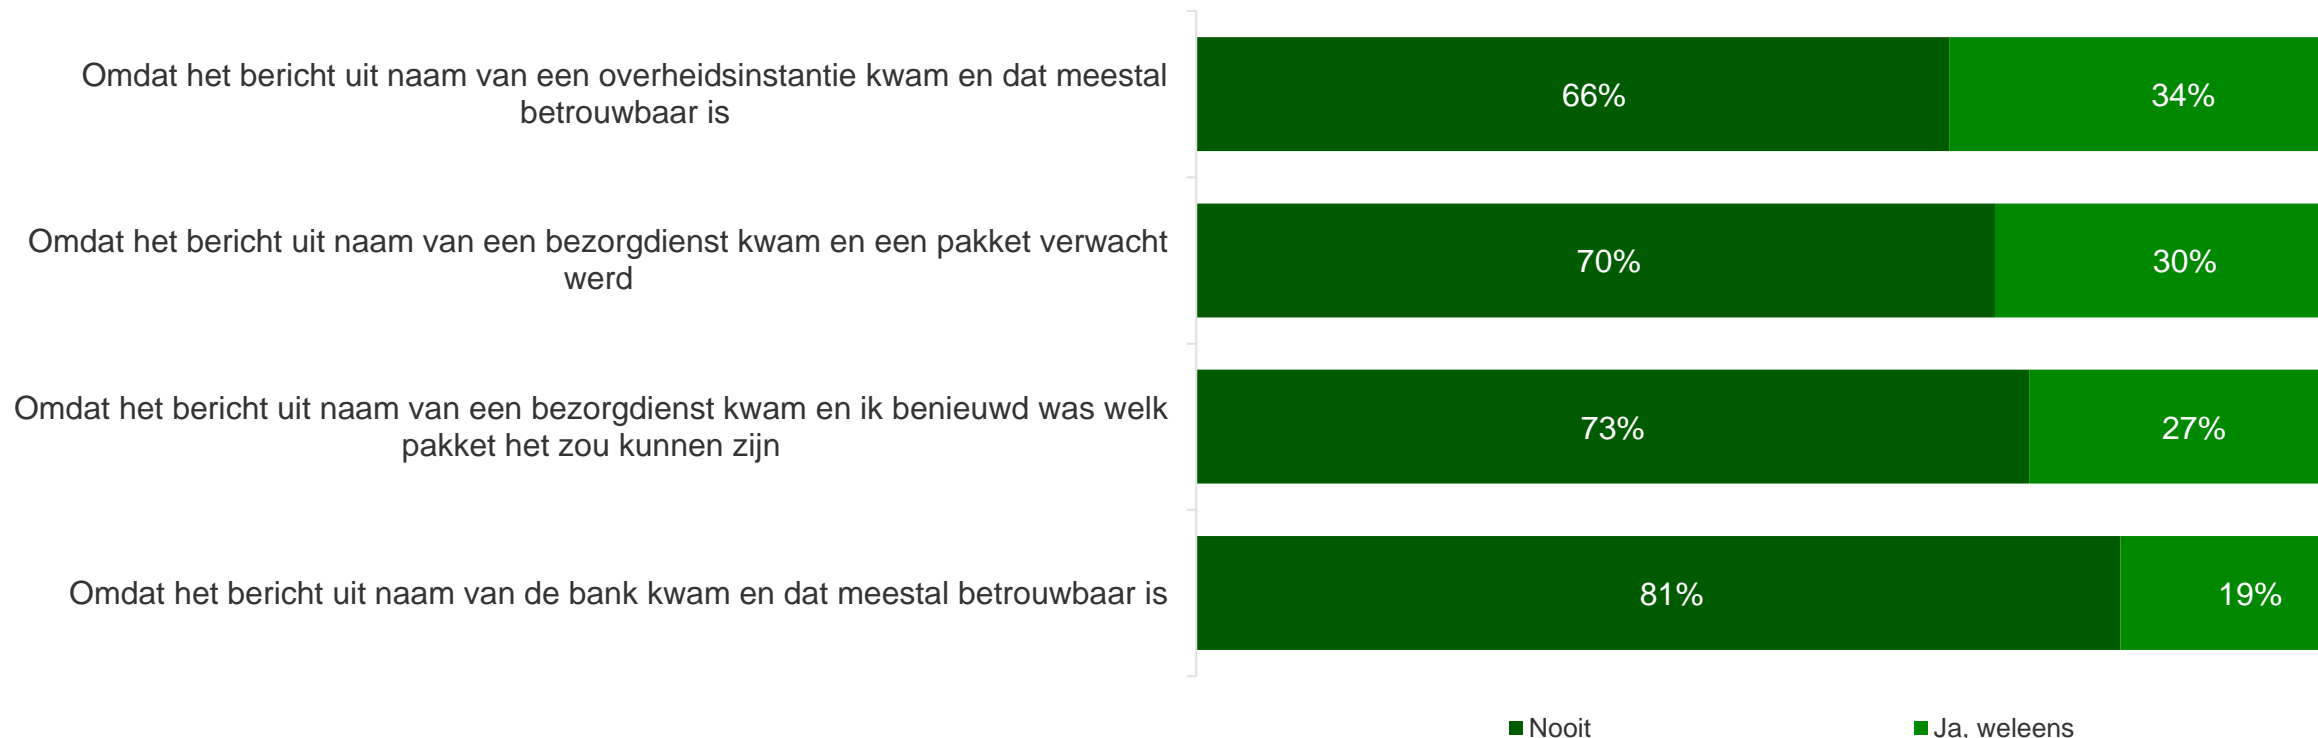 Omdat het bericht uit naam van een overheidsinstantie kwam en dat meestal
betrouwbaar is
66%
34%
Omdat het bericht uit naam van een bezorgdienst kwam en een pakket verwacht
werd
70%
30%
Omdat het bericht uit naam van een bezorgdienst kwam en ik benieuwd was welk
pakket het zou kunnen zijn
73%
27%
Omdat het bericht uit naam van de bank kwam en dat meestal betrouwbaar is
81%
19%
Nooit
Ja, weleens